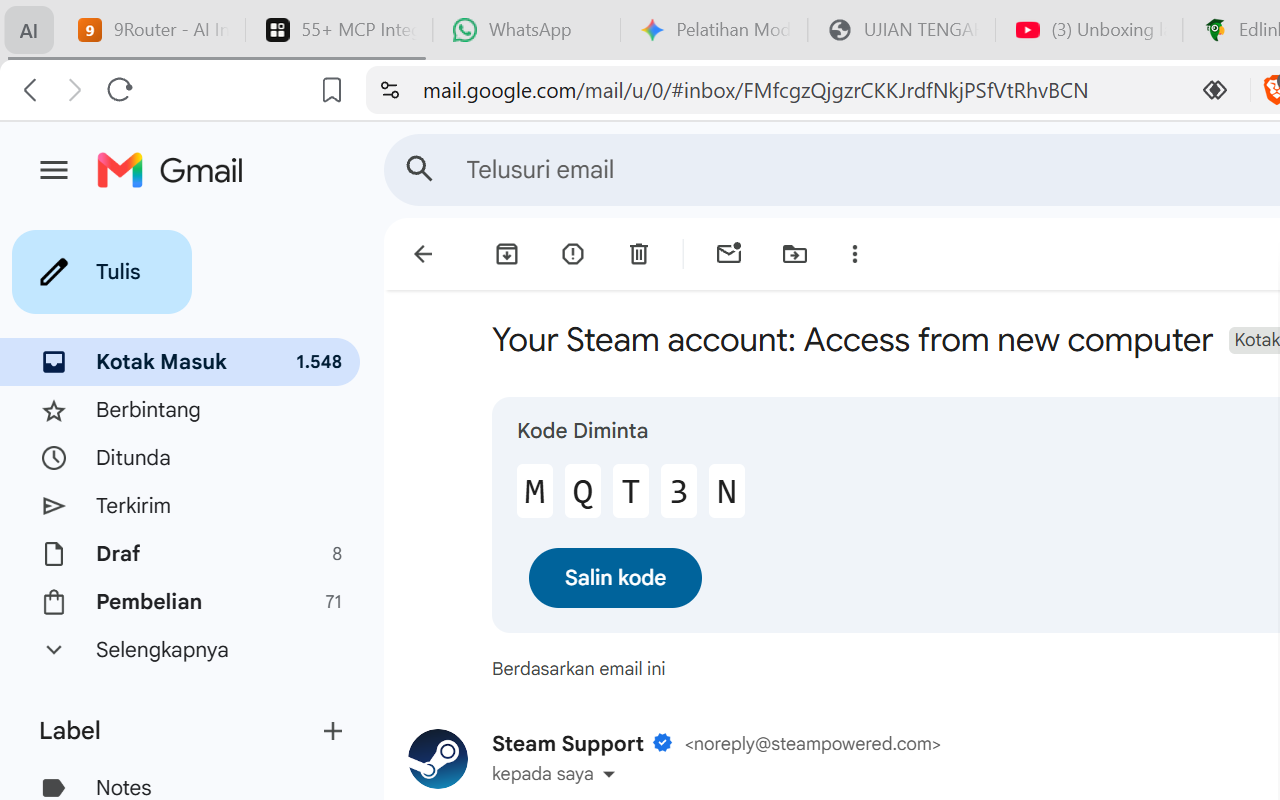 AI
9Router - AI In
55+ MCP Integ
WhatsApp
Pelatihan Mod
UJIAN TENGA
(3) Unboxing
Edlink
mail.google.com/mail/u/0/#inbox/FMfcgzQjgzrCKKJrdfNkjPSfVtRhvBCN
Gmail
Telusuri email
Tulis
Kotak Masuk 1.548
Berbintang
Ditunda
Terkirim
Draf 8
Pembelian 71
Selengkapnya
Label
Notes
Your Steam account: Access from new computer Kotak
Kode Diminta
M Q T 3 N
Salin kode
Berdasarkan email ini
Steam Support <noreply@steampowered.com>
kepada saya